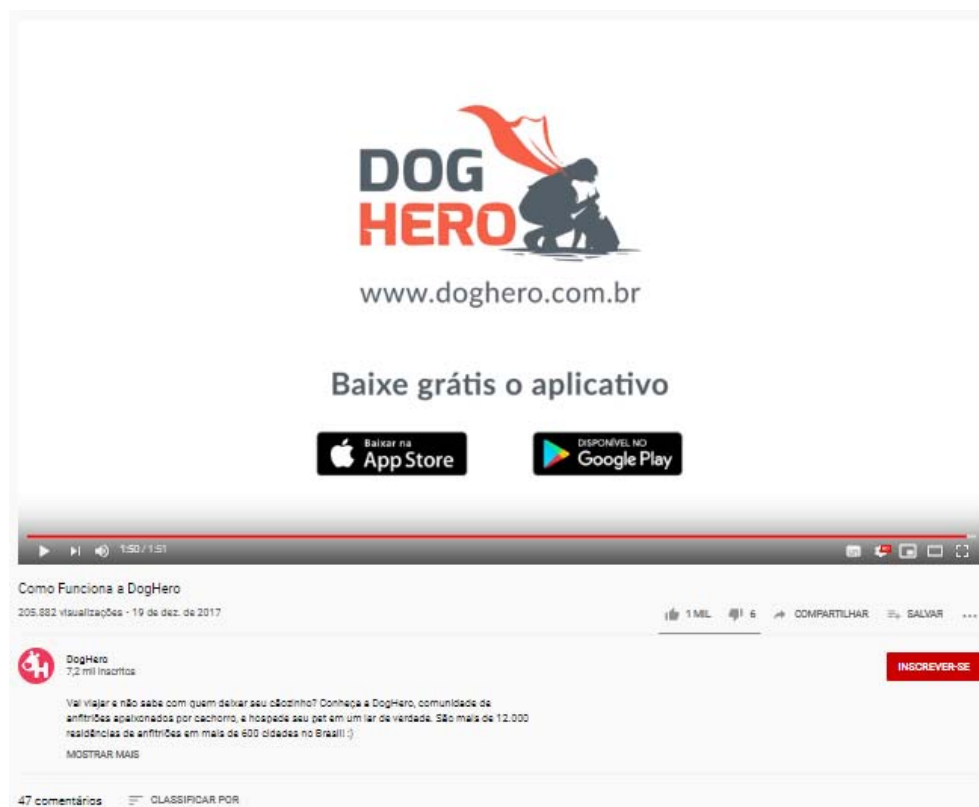 DOG
HERO
www.doghero.com.br
Baixe grátis o aplicativo
Baixar na
App Store
DISPONÍVEL NO
Google Play
1:50 / 1:51
Como Funciona a DogHero
205.882 visualizações - 19 de dez. de 2017
1 MIL 6 COMPARTILHAR SALVAR ...
DogHero
7,2 mil inscritos
INSCREVER-SE
Vai viajar e não sabe com quem deixar seu cãozinho? Conheça a DogHero, comunidade de
anfitriões apaixonados por cachorro, e hospede seu pet em um lar de verdade. São mais de 12.000
residências de anfitriões em mais de 600 cidades no Brasil! :)
MOSTRAR MAIS
47 comentários CLASSIFICAR POR